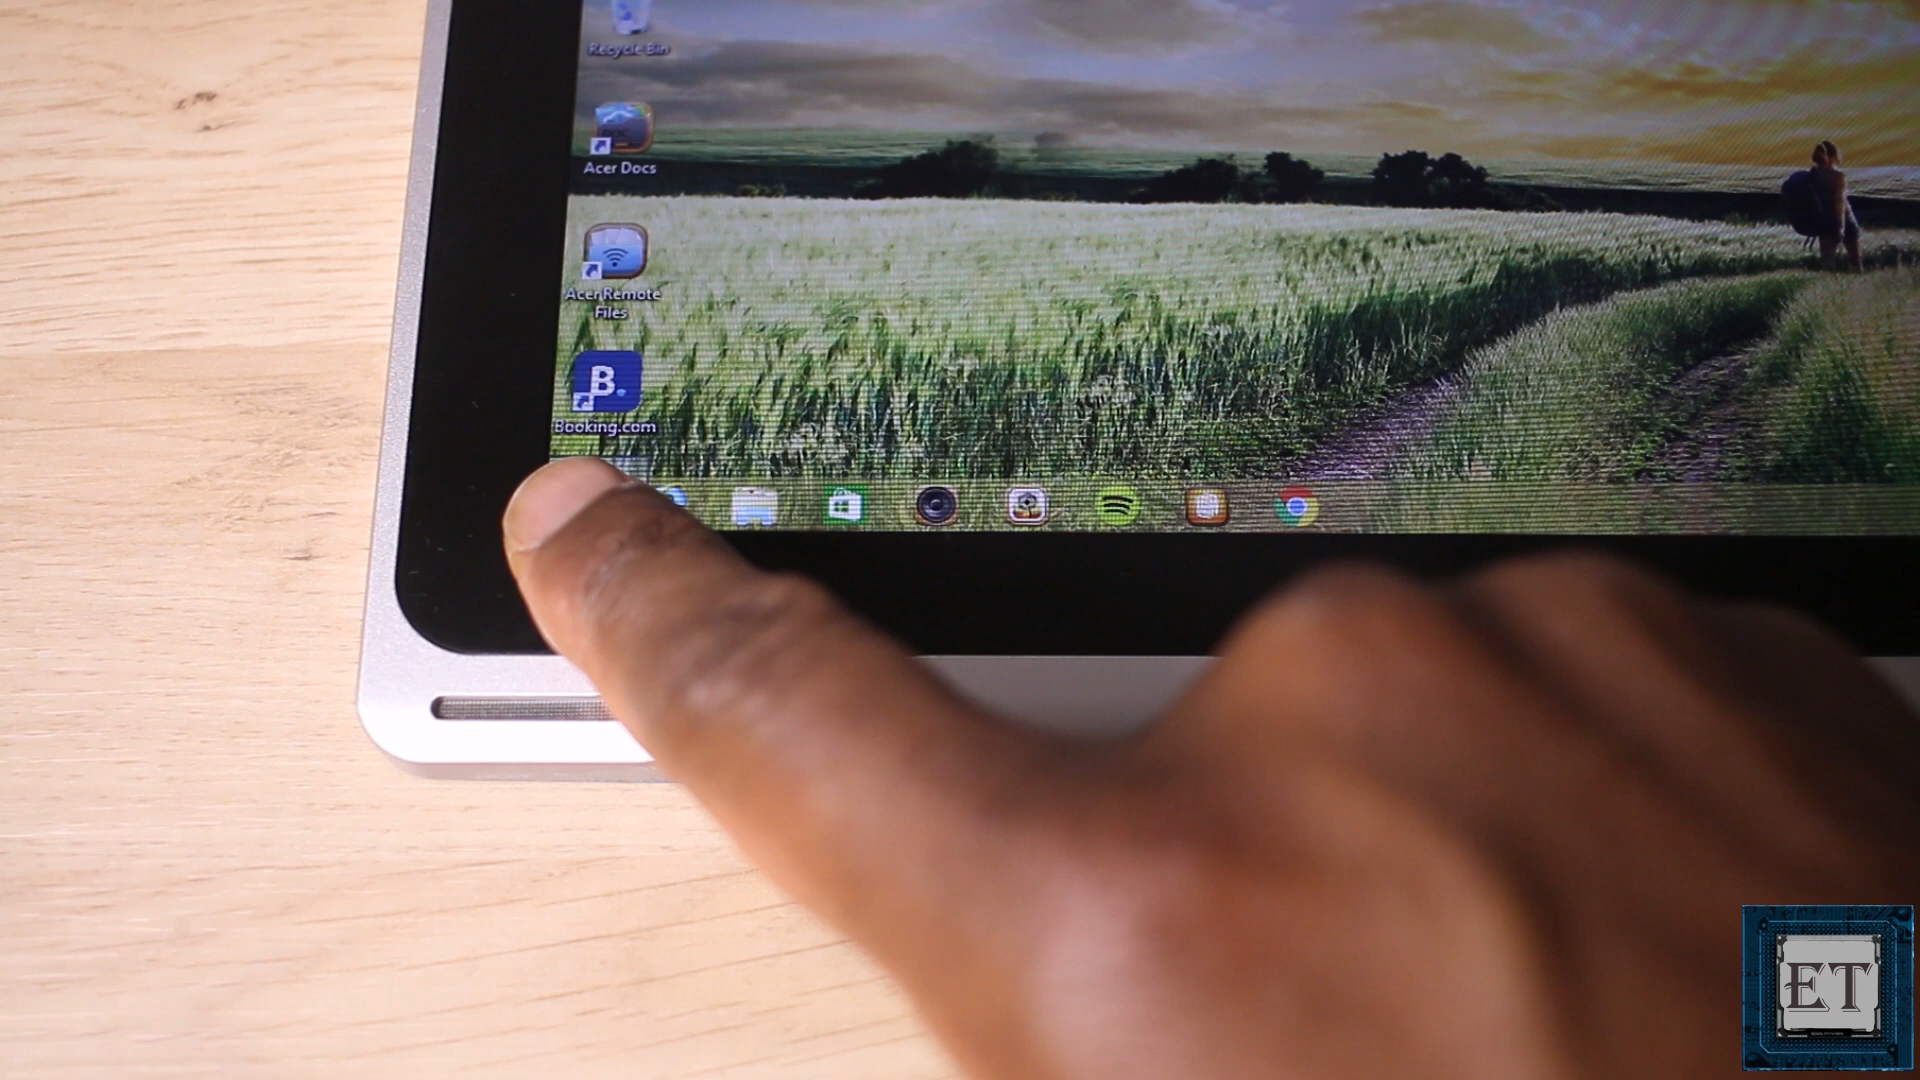 Recycle Bin
Acer Docs
Acer Remote
Files
B.
Booking.com
ET